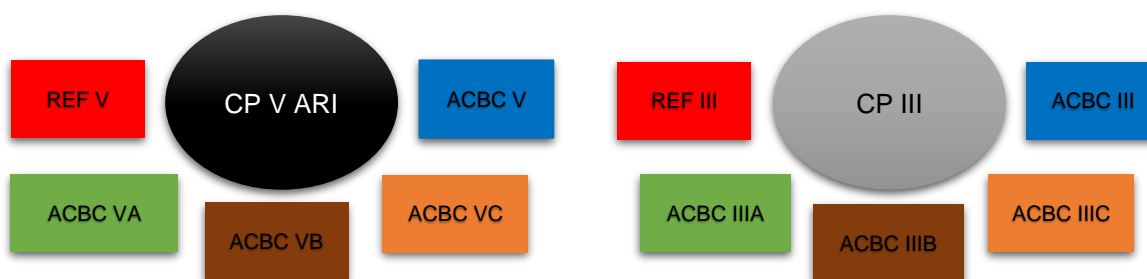 REF V
CP V ARI
ACBC V
ACBC VA
ACBC VB
ACBC VC
REF III
CP III
ACBC III
ACBC IIIA
ACBC IIIB
ACBC IIIC